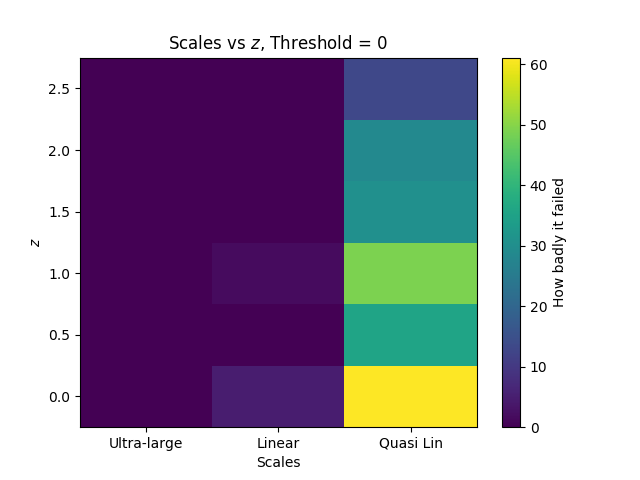 Scales vs z, Threshold = 0
2.5
2.0
1.5
1.0
0.5
0.0
z
Ultra-large Linear Quasi Lin
Scales
60
50
40
30
20
10
0
How badly it failed